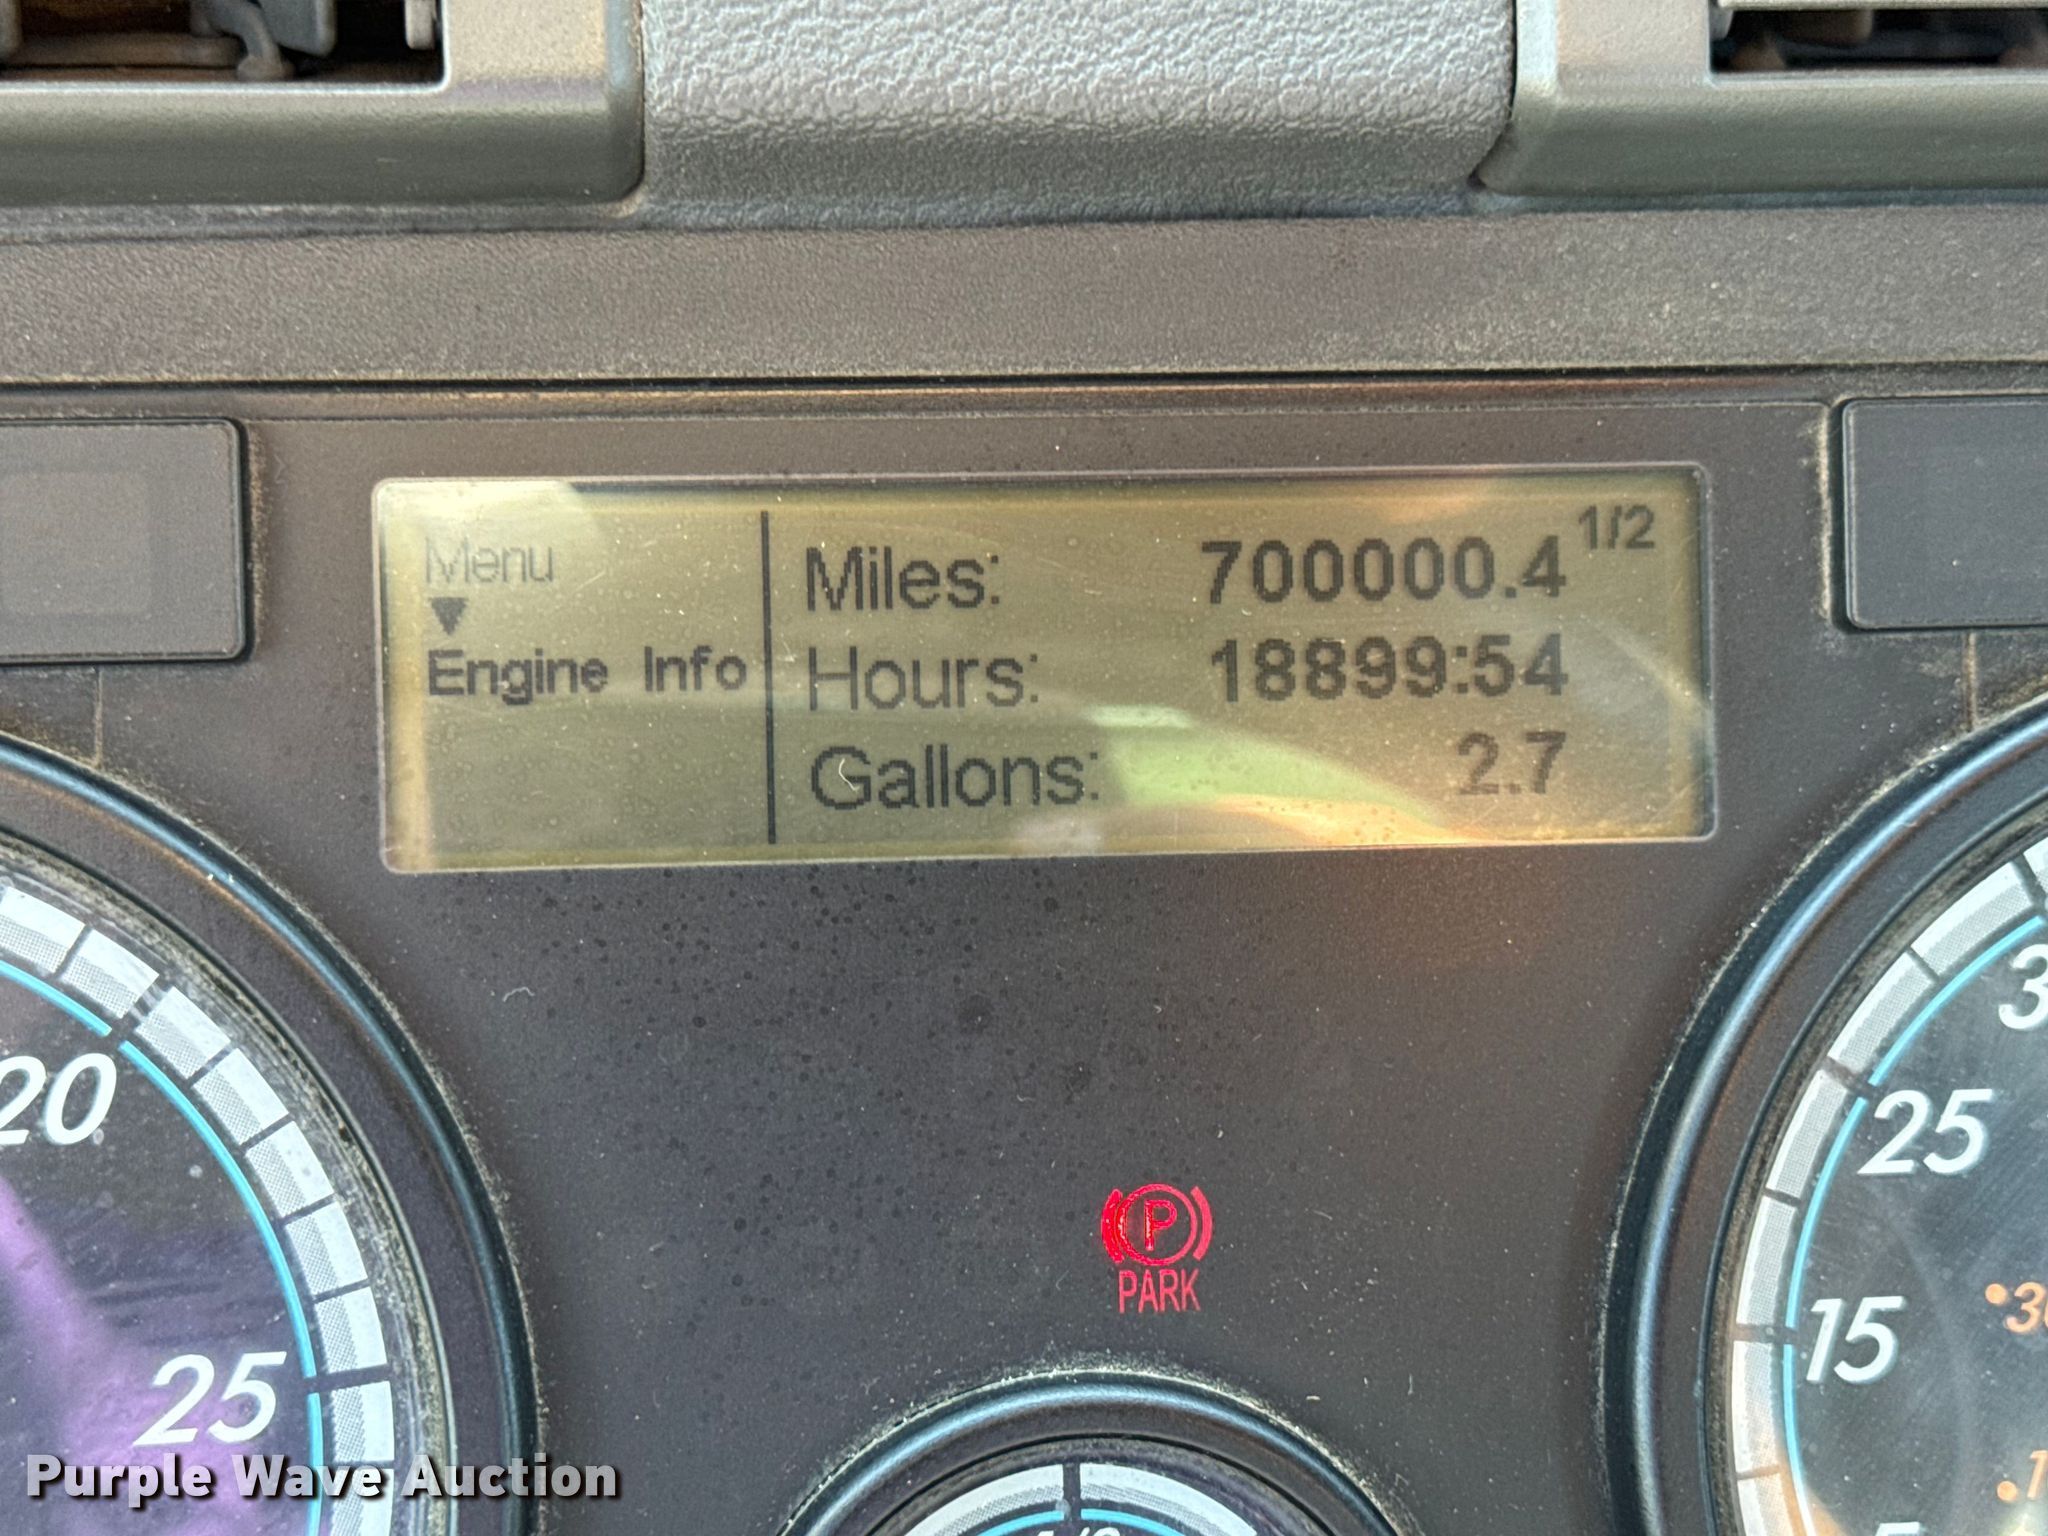 Menu
Engine Info
Miles: 700000.4 1/2
Hours: 18899:54
Gallons: 2.7
20
25
25
15
PARK
P
Purple Wave Auction